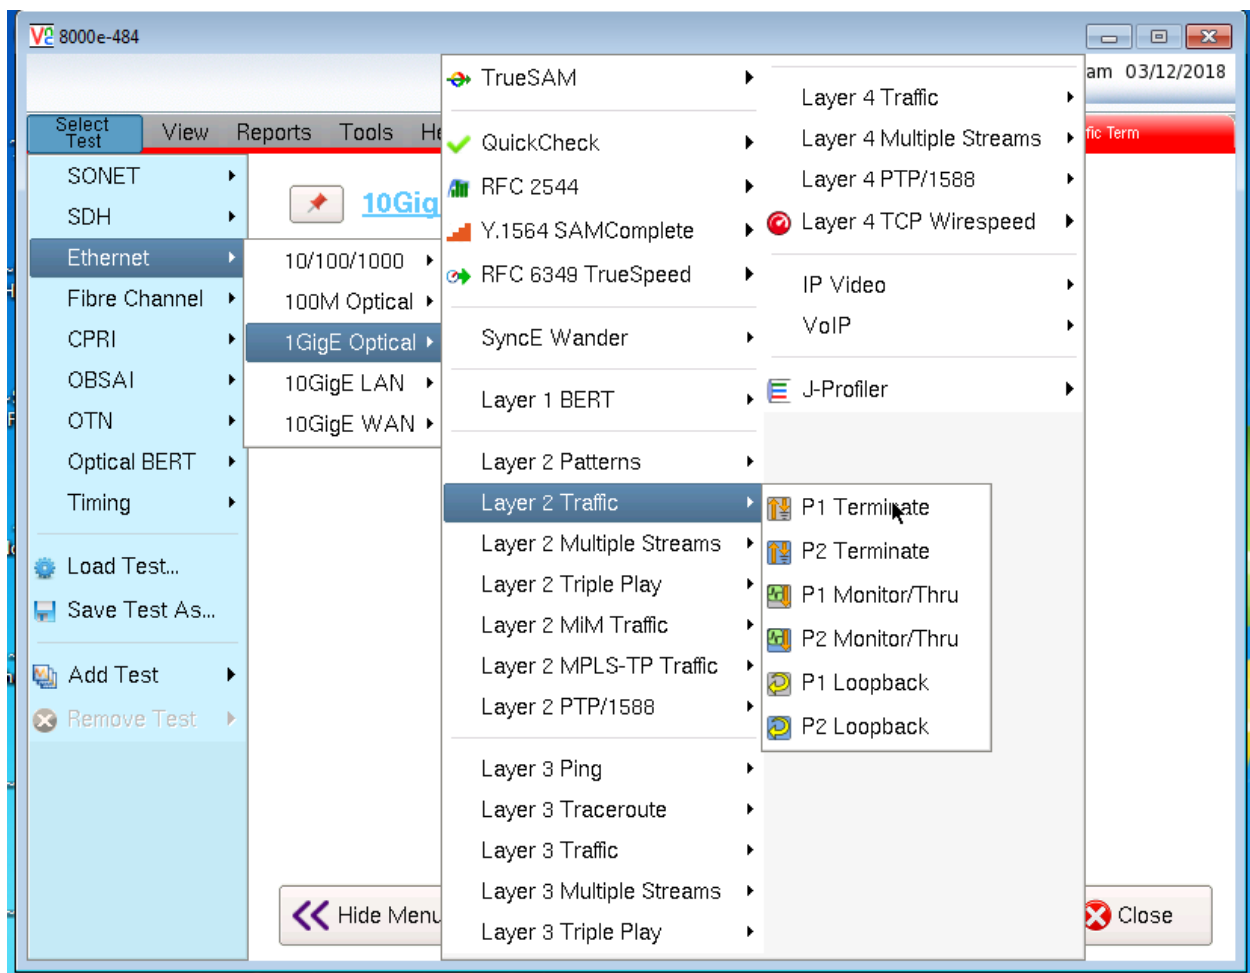 8000e-484
am 03/12/2018
Select Test
View
Reports
Tools
He
fic Term
SONET
SDH
Ethernet
Fibre Channel
CPRI
OBSAI
OTN
Optical BERT
Timing
Load Test...
Save Test As...
Add Test
Remove Test
10Gig
10/100/1000
100M Optical
1GigE Optical
10GigE LAN
10GigE WAN
TrueSAM
QuickCheck
RFC 2544
Y.1564 SAMComplete
RFC 6349 TrueSpeed
SyncE Wander
Layer 1 BERT
Layer 2 Patterns
Layer 2 Traffic
Layer 2 Multiple Streams
Layer 2 Triple Play
Layer 2 MiM Traffic
Layer 2 MPLS-TP Traffic
Layer 2 PTP/1588
Layer 3 Ping
Layer 3 Traceroute
Layer 3 Traffic
Layer 3 Multiple Streams
Layer 3 Triple Play
Layer 4 Traffic
Layer 4 Multiple Streams
Layer 4 PTP/1588
Layer 4 TCP Wirespeed
IP Video
VoIP
J-Profiler
P1 Terminate
P2 Terminate
P1 Monitor/Thru
P2 Monitor/Thru
P1 Loopback
P2 Loopback
Hide Menu
Close